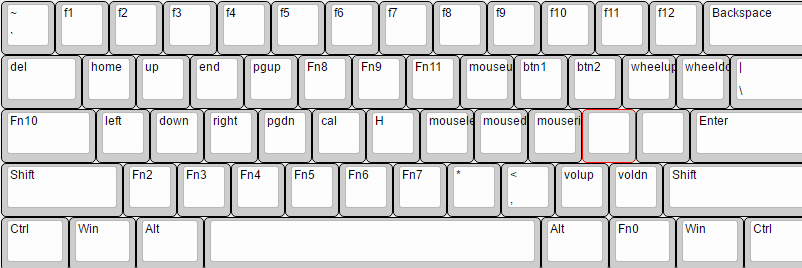 ~ f1 f2 f3 f4 f5 f6 f7 f8 f9 f10 f11 f12 Backspace
`
del home up end pgup Fn8 Fn9 Fn11 mouseu btn1 btn2 wheelup wheeldo |
\
Fn10 left down right pgdn cal H mousele moused mouseri Enter
Shift Fn2 Fn3 Fn4 Fn5 Fn6 Fn7 * < volup voldn Shift
,
Ctrl Win Alt Alt Fn0 Win Ctrl